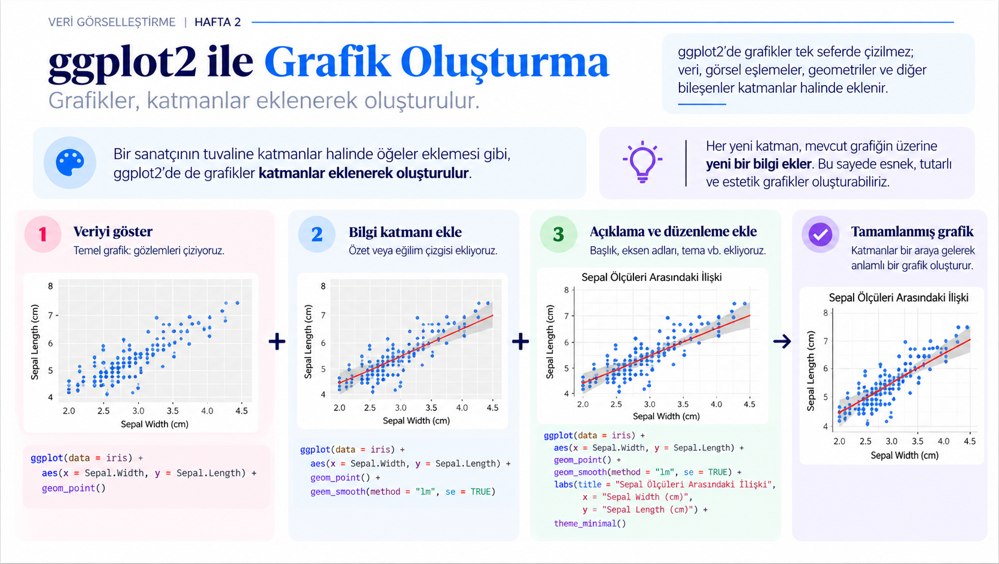 VERİ GÖRSELLEŞTİRME | HAFTA 2
ggplot2 ile Grafik Oluşturma
Grafikler, katmanlar eklenerek oluşturulur.
ggplot2'de grafikler tek seferde çizilmez;
veri, görsel eşlemeler, geometriler ve diğer
bileşenler katmanlar halinde eklenir.
Bir sanatçının tuvaline katmanlar halinde öğeler eklemesi gibi,
ggplot2'de de grafikler katmanlar eklenerek oluşturulur.
Her yeni katman, mevcut grafiğin üzerine
yeni bir bilgi ekler. Bu sayede esnek, tutarlı
ve estetik grafikler oluşturabiliriz.
1
Veriyi göster
Temel grafik: gözlemleri çiziyoruz.
Sepal Length (cm)
8
7
6
5
4
2.0 2.5 3.0 3.5 4.0 4.5
Sepal Width (cm)
ggplot(data = iris) +
aes(x = Sepal.Width, y = Sepal.Length) +
geom_point()
+
2
Bilgi katmanı ekle
Özet veya eğilim çizgisi ekliyoruz.
Sepal Length (cm)
8
7
6
5
4
2.0 2.5 3.0 3.5 4.0 4.5
Sepal Width (cm)
ggplot(data = iris) +
aes(x = Sepal.Width, y = Sepal.Length) +
geom_point() +
geem_smooth(method = "lm", se = TRUE)
+
3
Açıklama ve düzenleme ekle
Başlık, eksen adları, tema vb. ekliyoruz.
Sepal Ölçüleri Arasındaki İlişki
Sepal Length (cm)
8
7
6
5
4
2.0 2.5 3.0 3.5 4.0 4.5
Sepal Width (cm)
ggplot(data = iris) +
aes(x = Sepal.Width, y = Sepal.Length) +
geom_point() +
geom_smooth(method = "lm", se = TRUE) +
labs(title = "Sepal Ölçüleri Arasındaki İlişki",
x = "Sepal Width (cm)",
y = "Sepal Length (cm)") +
theme_minimal()
Tamamlanmış grafik
Katmanlar bir araya gelerek
anlamlı bir grafik oluşturur.
Sepal Ölçüleri Arasındaki İlişki
Sepal Length (cm)
8
7
6
5
4
2.0 2.5 3.0 3.5 4.0 4.5
Sepal Width (cm)